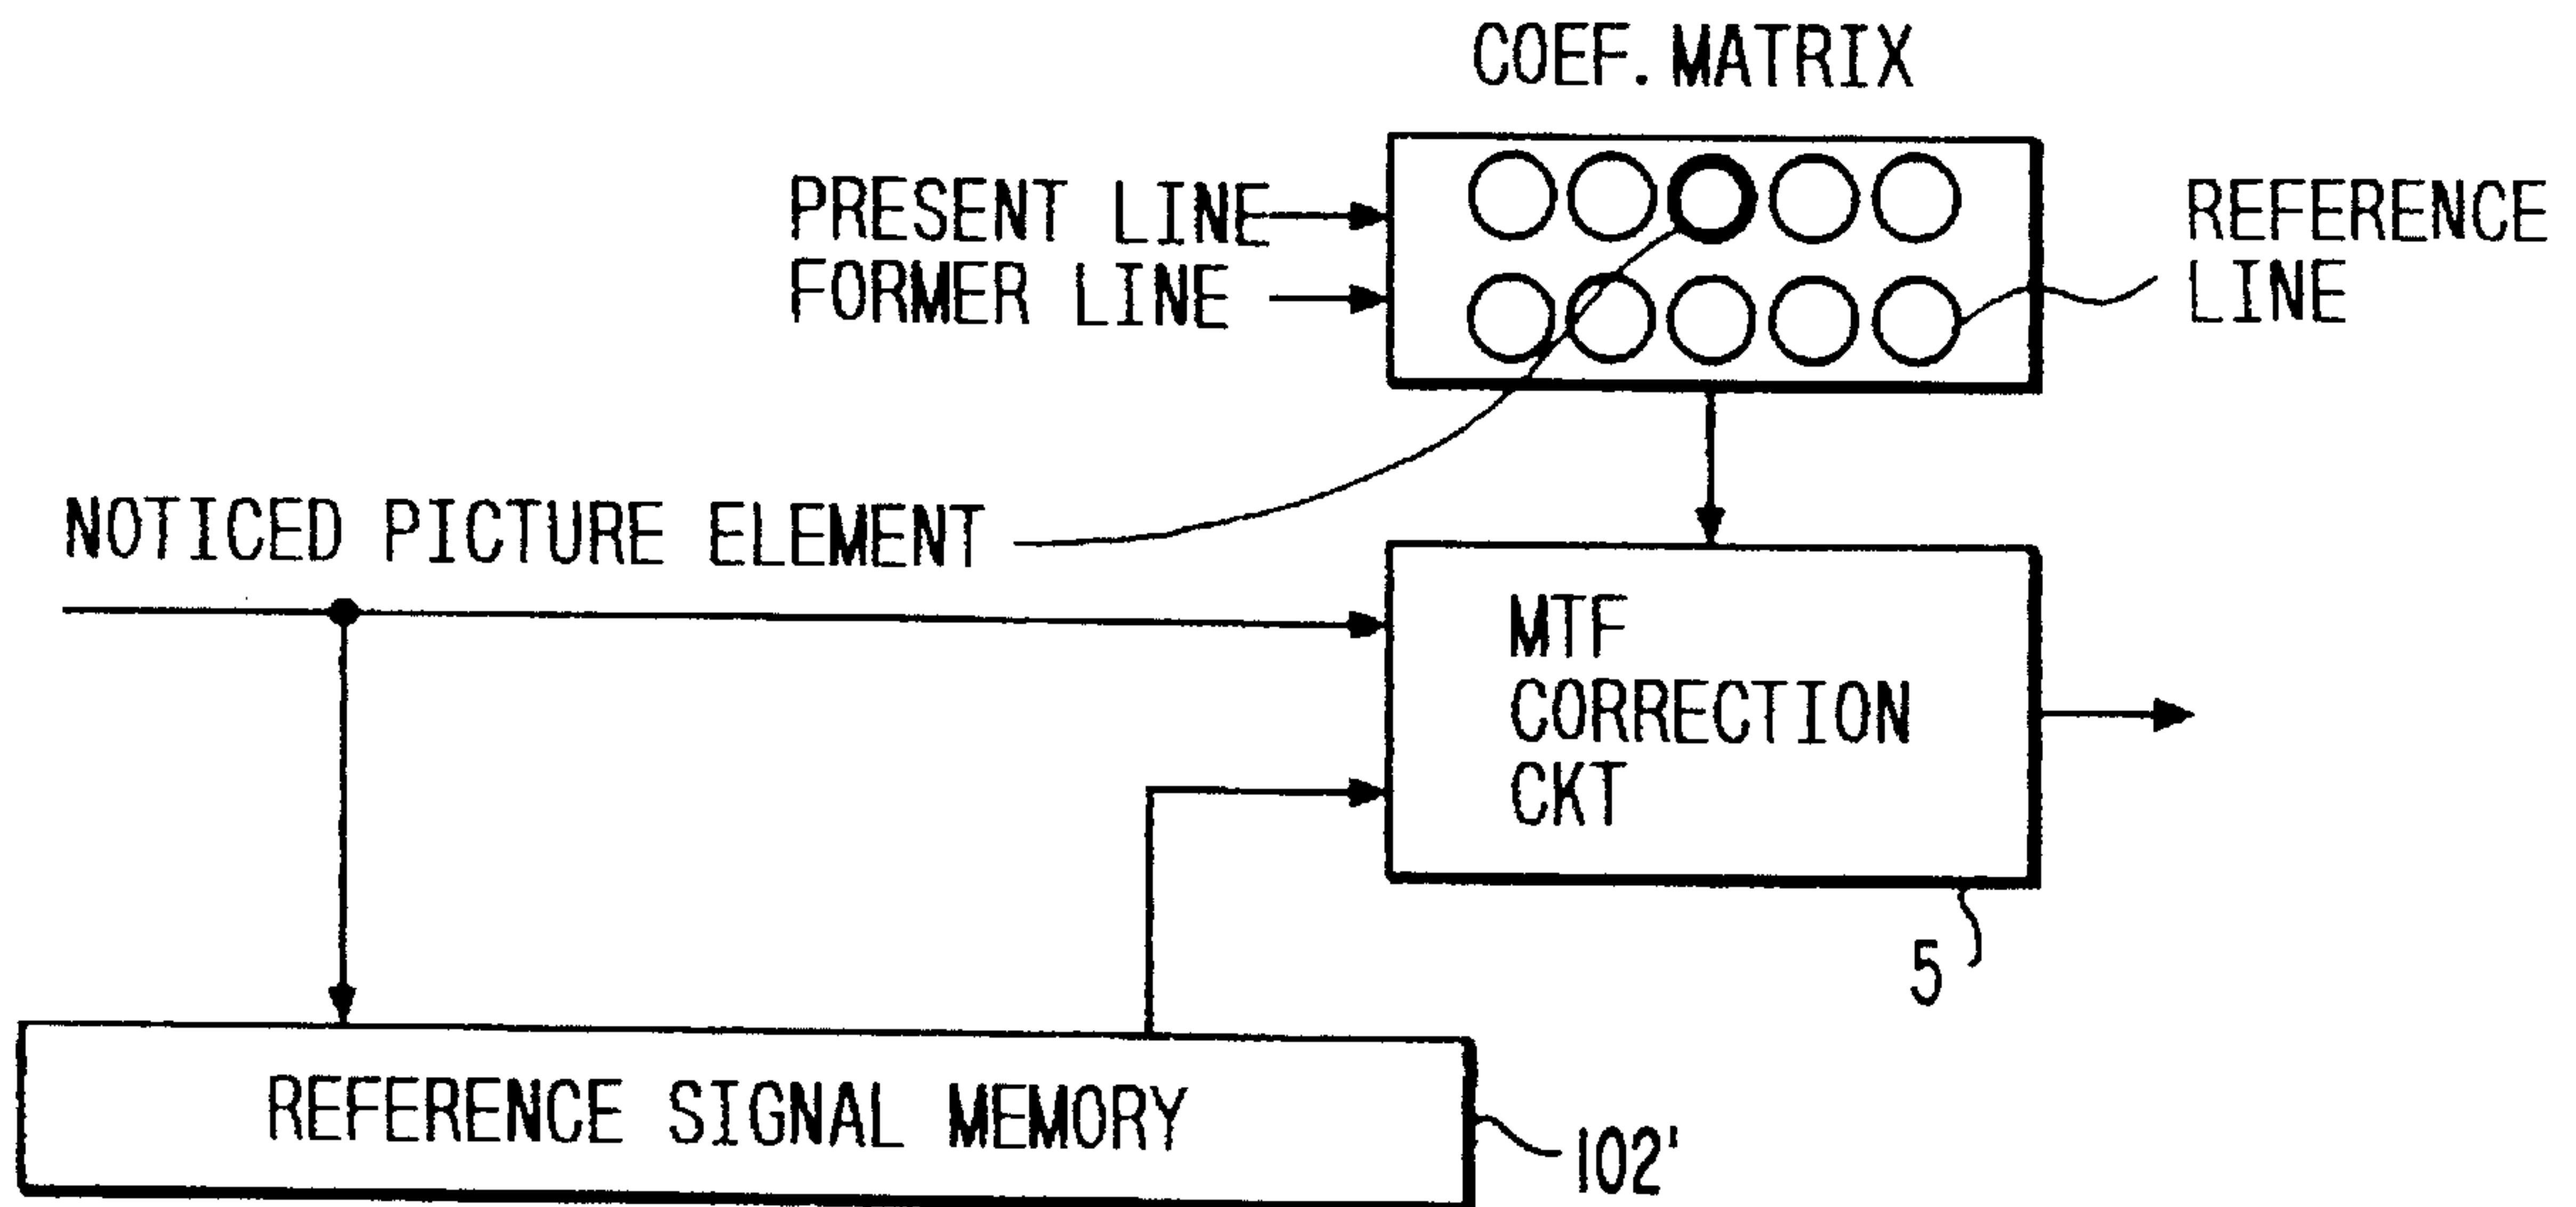 COEF. MATRIX
PRESENT LINE
FORMER LINE
REFERENCE
LINE
NOTICED PICTURE ELEMENT
MTF
CORRECTION
CKT
5
REFERENCE SIGNAL MEMORY
102'